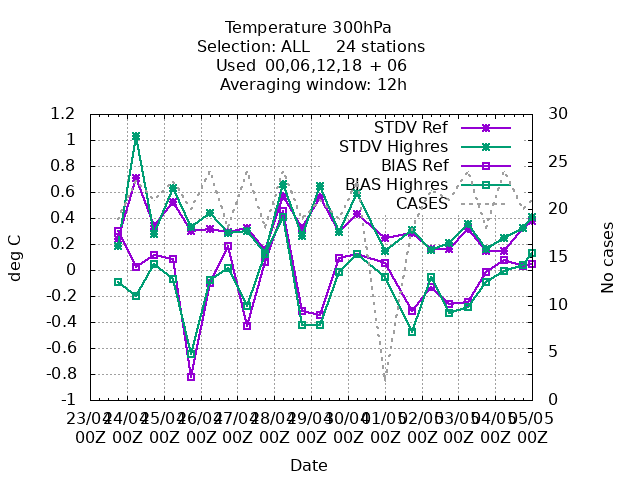 Temperature 300hPa
Selection: ALL 24 stations
Used 00,06,12,18 + 06
Averaging window: 12h
STDV Ref
STDV Highres
BIAS Ref
BIAS Highres
CASES
deg C
1.2
1
0.8
0.6
0.4
0.2
0
-0.2
-0.4
-0.6
-0.8
-1
No cases
30
25
20
15
10
5
0
23/04 24/04 25/04 26/04 27/04 28/04 29/04 30/04 01/05 02/05 03/05 04/05 05/05
00Z 00Z 00Z 00Z 00Z 00Z 00Z 00Z 00Z 00Z 00Z 00Z 00Z
Date